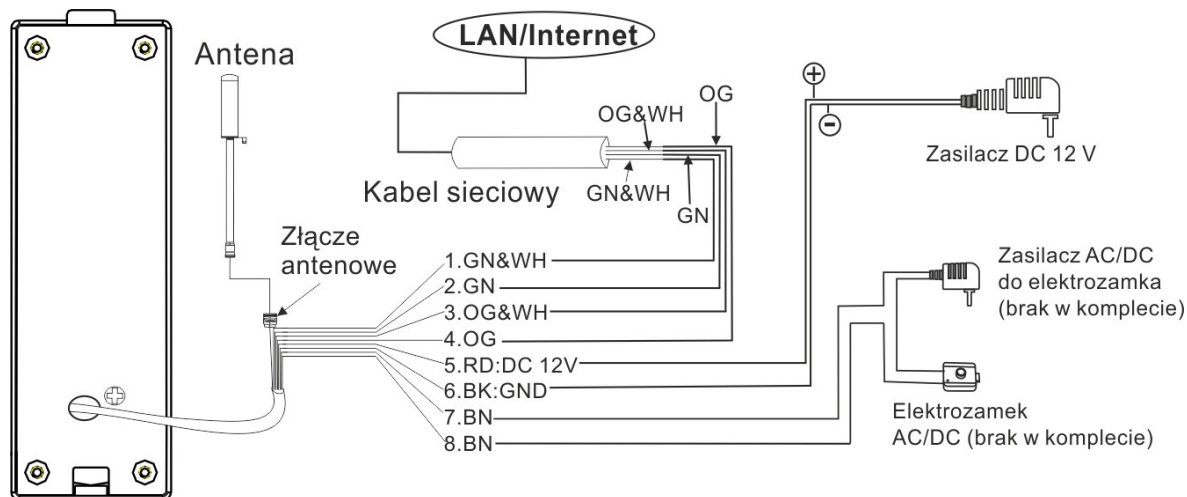 LAN/Internet
Antena
OG
OG&WH
Zasilacz DC 12 V
Kabel sieciowy
GN&WH
GN
Złącze
antenowe
1.GN&WH
2.GN
3.OG&WH
4.OG
5.RD:DC 12V
6.BK:GND
7.BN
8.BN
Zasilacz AC/DC
do elektrozamka
(brak w komplecie)
Elektrozamek
AC/DC (brak w komplecie)